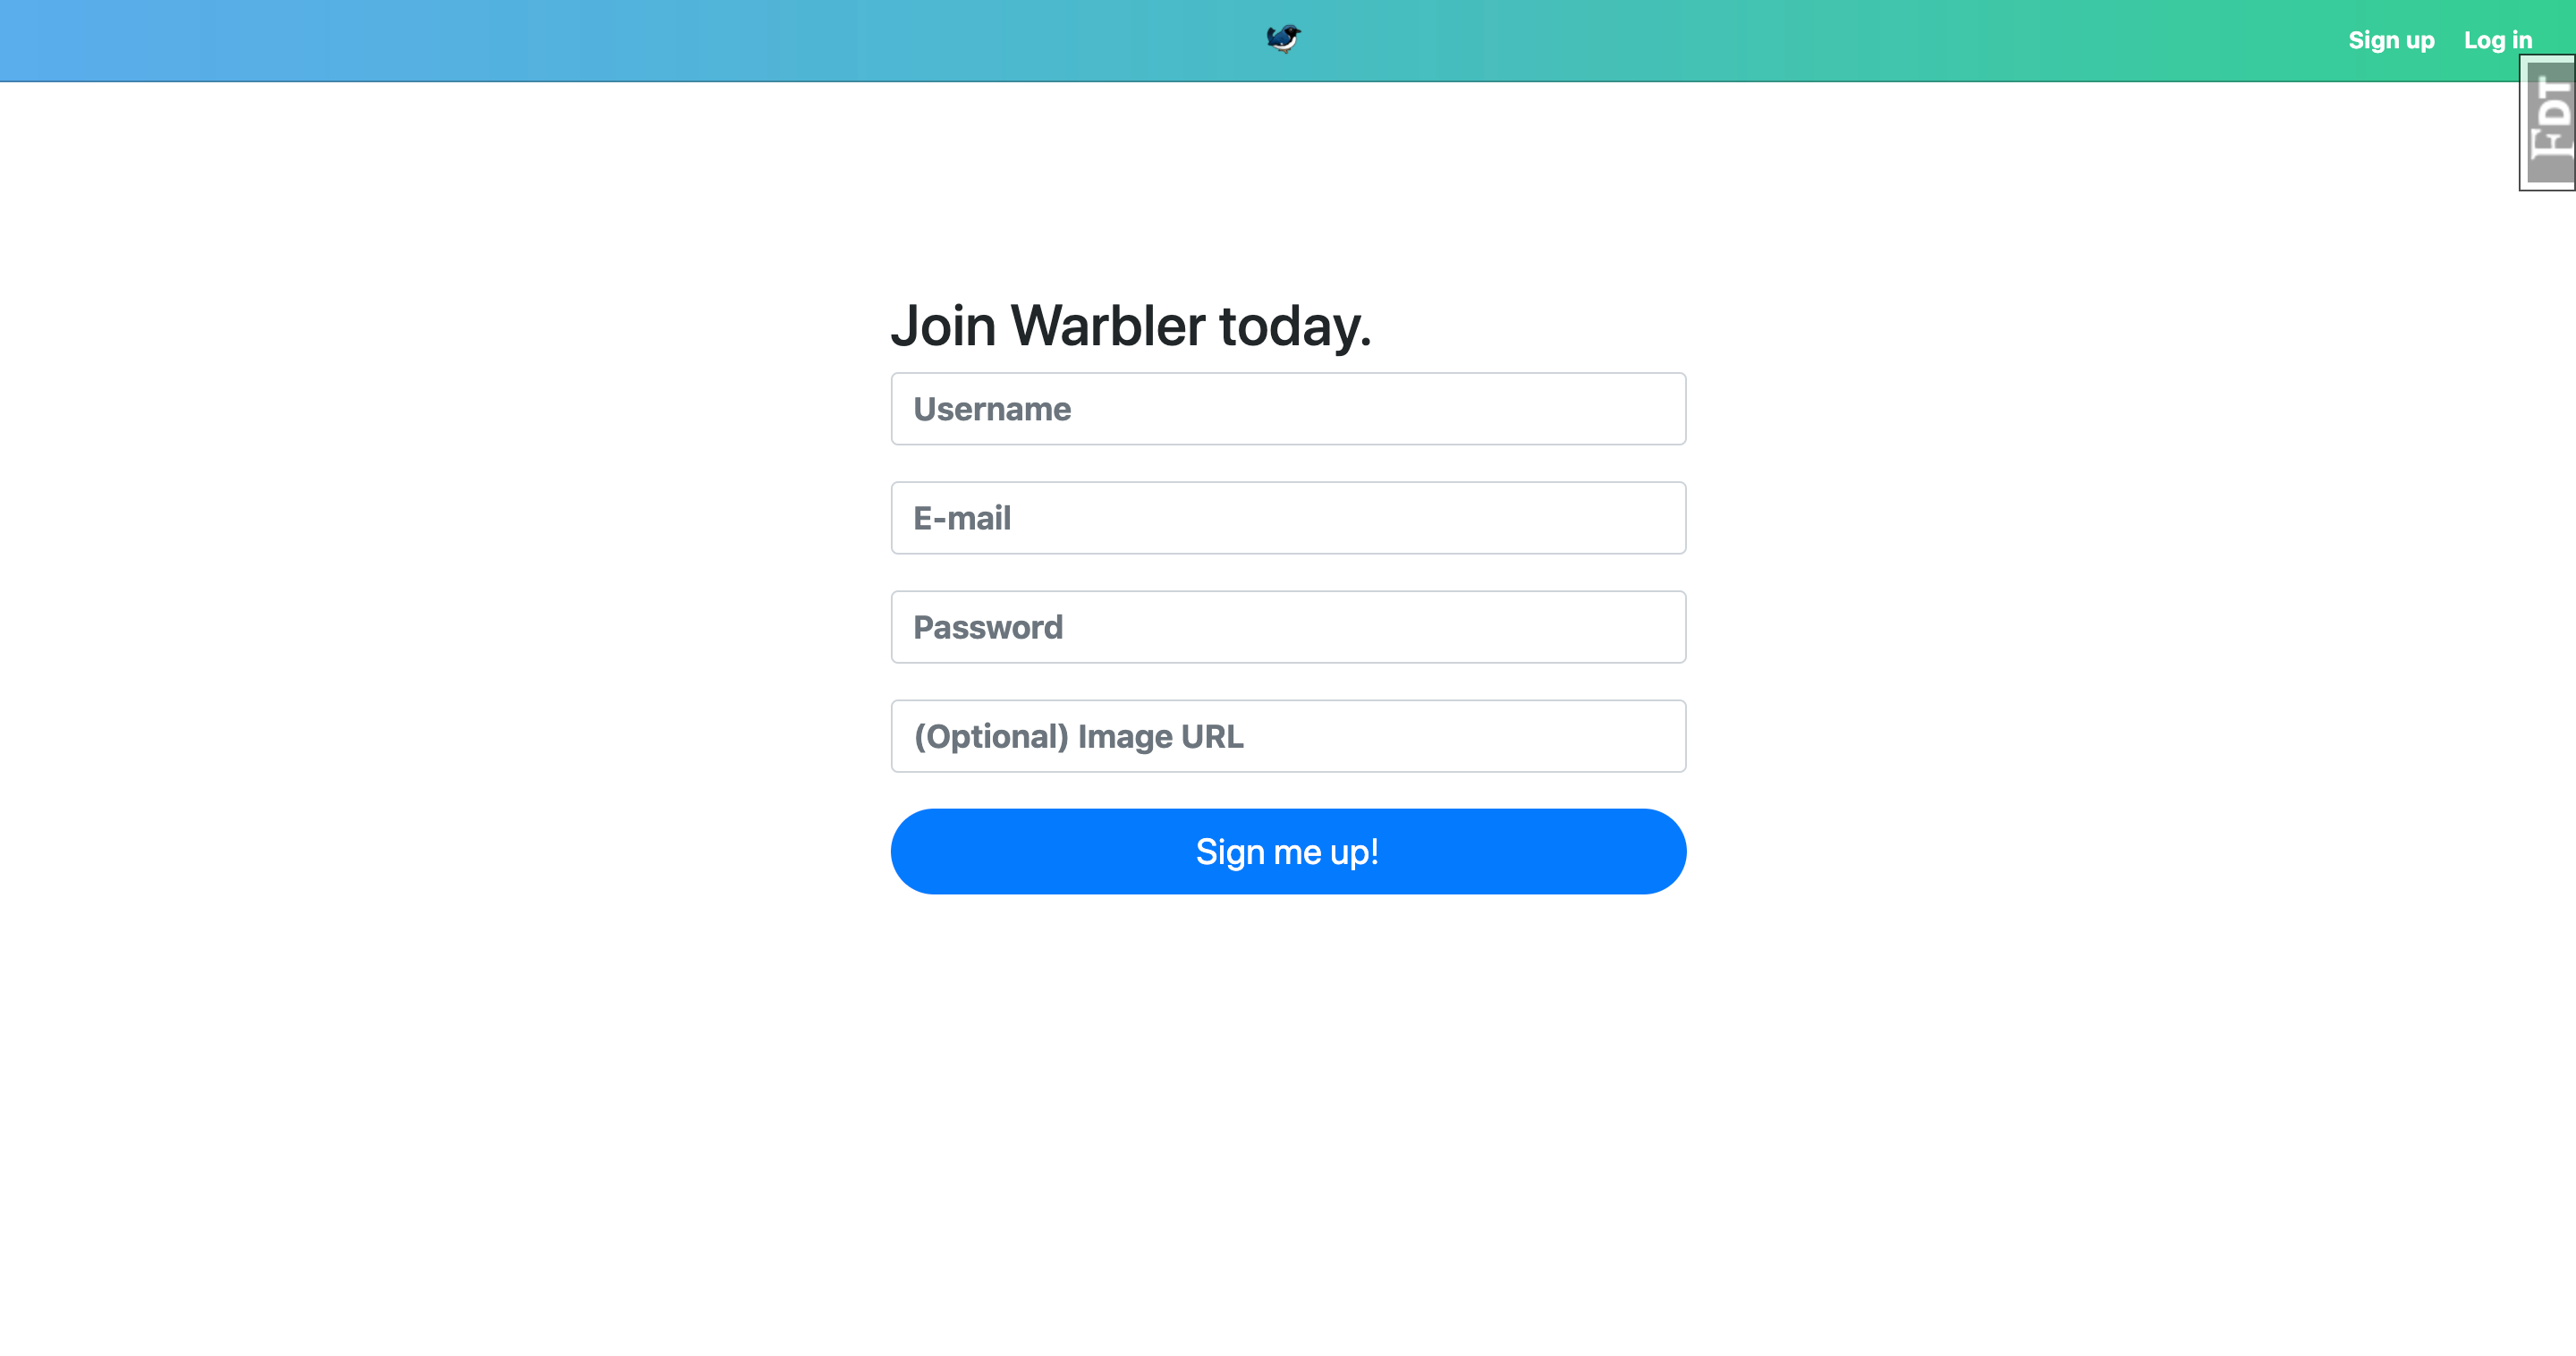 Sign up Log in
FDT
Join Warbler today.
Username
E-mail
Password
(Optional) Image URL
Sign me up!